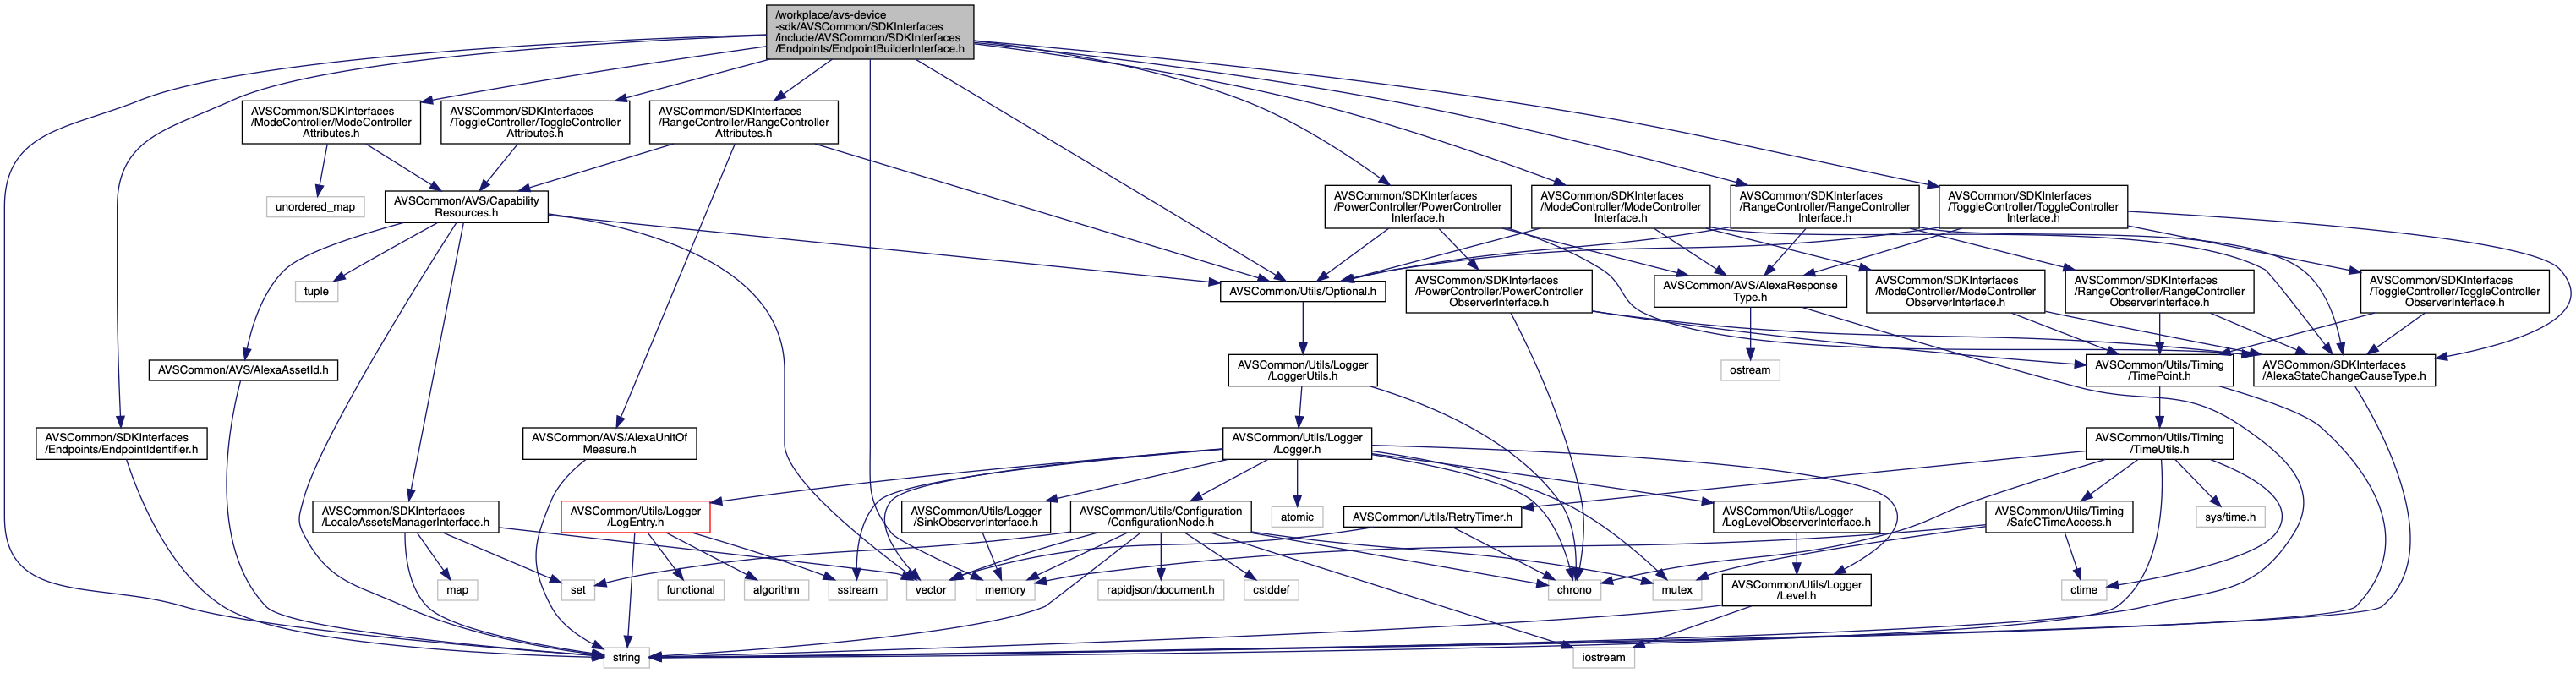 /workplace/avs-device
-sdk/AVSCommon/SDKInterfaces
/include/AVSCommon/SDKInterfaces
/Endpoints/EndpointBuilderInterface.h
AVSCommon/SDKInterfaces
/ModeController/ModeController
Attributes.h
AVSCommon/SDKInterfaces
/ToggleController/ToggleController
Attributes.h
AVSCommon/SDKInterfaces
/RangeController/RangeController
Attributes.h
unordered_map
AVSCommon/AVS/Capability
Resources.h
AVSCommon/SDKInterfaces
/PowerController/PowerController
Interface.h
AVSCommon/SDKInterfaces
/ModeController/ModeController
Interface.h
AVSCommon/SDKInterfaces
/RangeController/RangeController
Interface.h
AVSCommon/SDKInterfaces
/ToggleController/ToggleController
Interface.h
tuple
AVSCommon/Utils/Optional.h
AVSCommon/SDKInterfaces
/PowerController/PowerController
ObserverInterface.h
AVSCommon/AVS/AlexaResponse
Type.h
AVSCommon/SDKInterfaces
/ModeController/ModeController
ObserverInterface.h
AVSCommon/SDKInterfaces
/RangeController/RangeController
ObserverInterface.h
AVSCommon/SDKInterfaces
/ToggleController/ToggleController
ObserverInterface.h
AVSCommon/AVS/AlexaAssetId.h
AVSCommon/Utils/Logger
/LoggerUtils.h
ostream
AVSCommon/Utils/Timing
/TimePoint.h
AVSCommon/SDKInterfaces
/AlexaStateChangeCauseType.h
AVSCommon/SDKInterfaces
/Endpoints/EndpointIdentifier.h
AVSCommon/AVS/AlexaUnitOf
Measure.h
AVSCommon/Utils/Logger
/Logger.h
AVSCommon/Utils/Timing
/TimeUtils.h
AVSCommon/SDKInterfaces
/LocaleAssetsManagerInterface.h
AVSCommon/Utils/Logger
/LogEntry.h
AVSCommon/Utils/Logger
/SinkObserverInterface.h
AVSCommon/Utils/Configuration
/ConfigurationNode.h
atomic
AVSCommon/Utils/RetryTimer.h
AVSCommon/Utils/Logger
/LogLevelObserverInterface.h
AVSCommon/Utils/Timing
/SafeCTimeAccess.h
sys/time.h
map
set
functional
algorithm
sstream
vector
memory
rapidjson/document.h
cstddef
chrono
mutex
AVSCommon/Utils/Logger
/Level.h
ctime
string
iostream